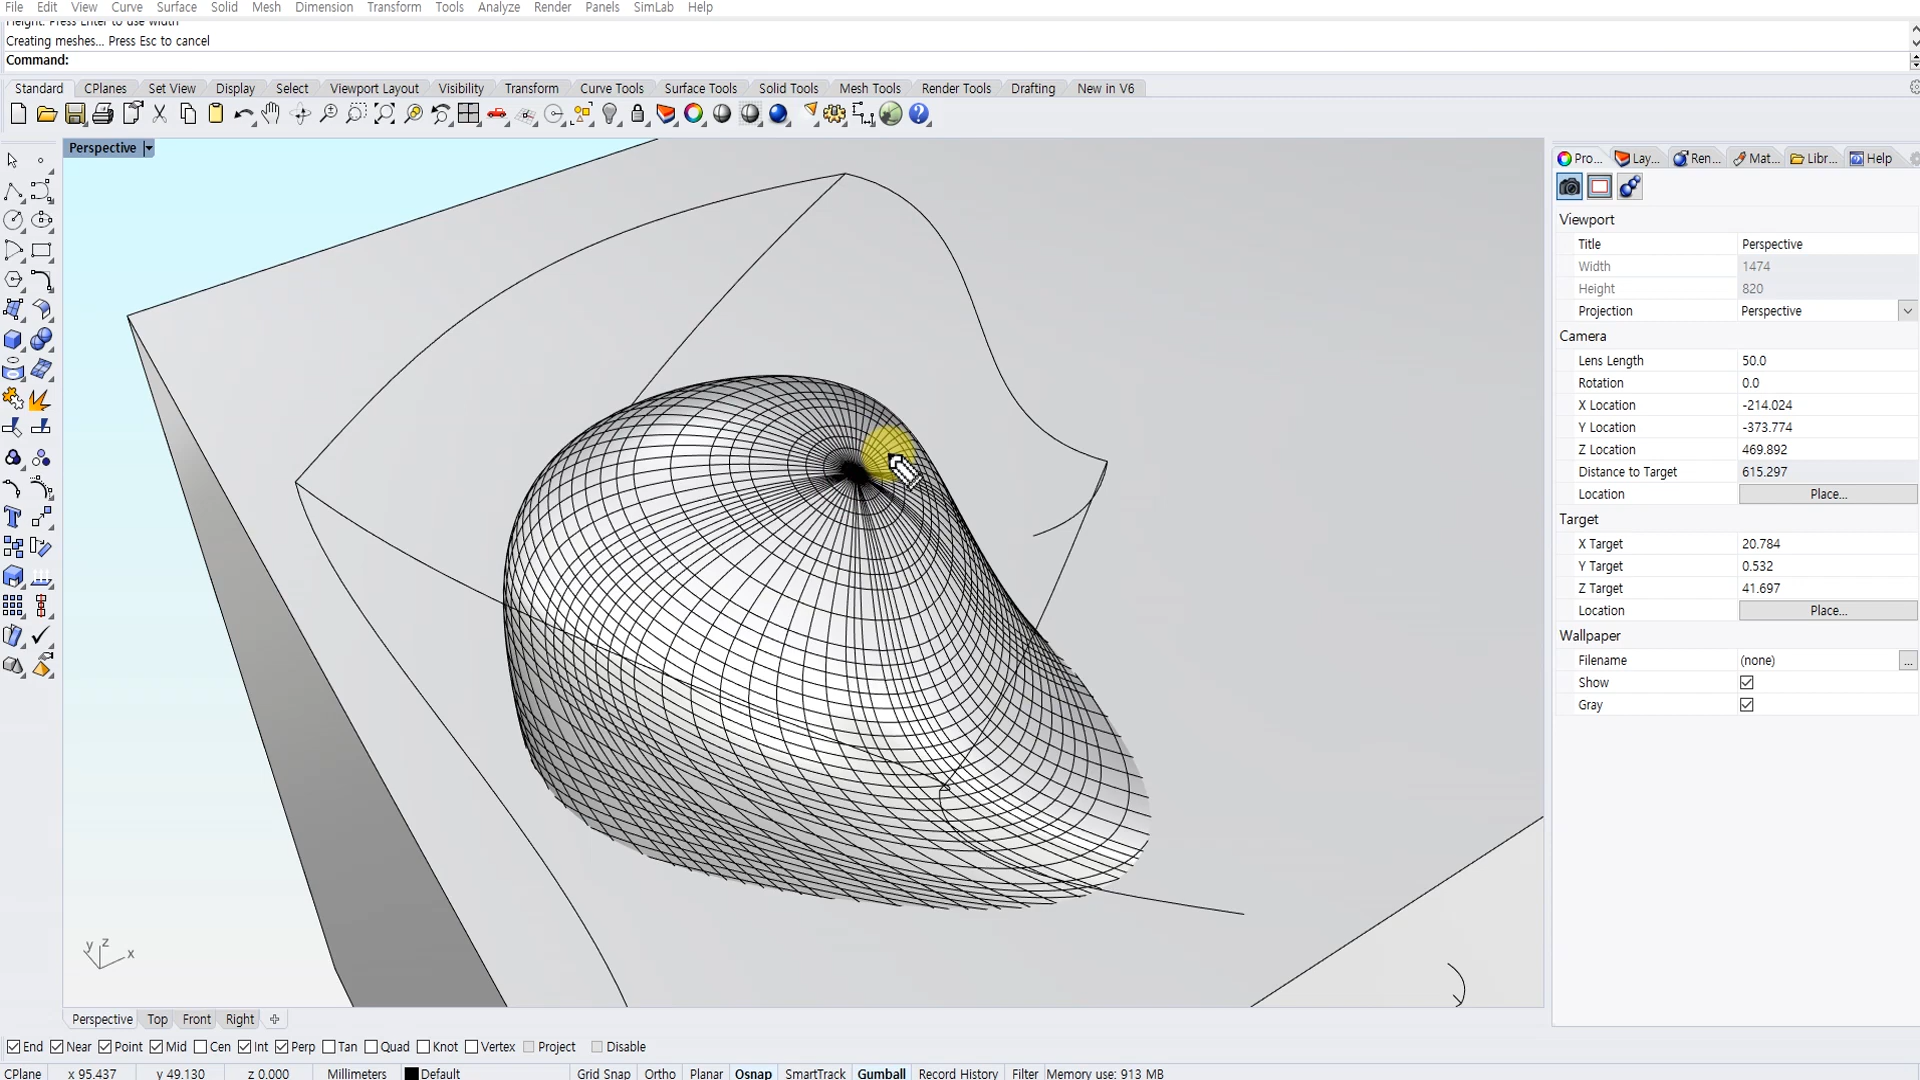 File Edit View Curve Surface Solid Mesh Dimension Transform Tools Analyze Render Panels SimLab Help
Height. Press Enter to use width
Creating meshes... Press Esc to cancel
Command:
Standard CPlanes Set View Display Select Viewport Layout Visibility Transform Curve Tools Surface Tools Solid Tools Mesh Tools Render Tools Drafting New in V6
Perspective
Pro... Lay... Ren... Mat... Libr... Help
Viewport
Title Perspective
Width 1474
Height 820
Projection Perspective
Camera
Lens Length 50.0
Rotation 0.0
X Location -214.024
Y Location -373.774
Z Location 469.892
Distance to Target 615.297
Location Place...
Target
X Target 20.784
Y Target 0.532
Z Target 41.697
Location Place...
Wallpaper
Filename (none) ...
Show
Gray
y z x
Perspective Top Front Right
End Near Point Mid Cen Int Perp Tan Quad Knot Vertex Project Disable
CPlane x 95.437 y 49.130 z 0.000 Millimeters Default Grid Snap Ortho Planar Osnap SmartTrack Gumball Record History Filter Memory use: 913 MB